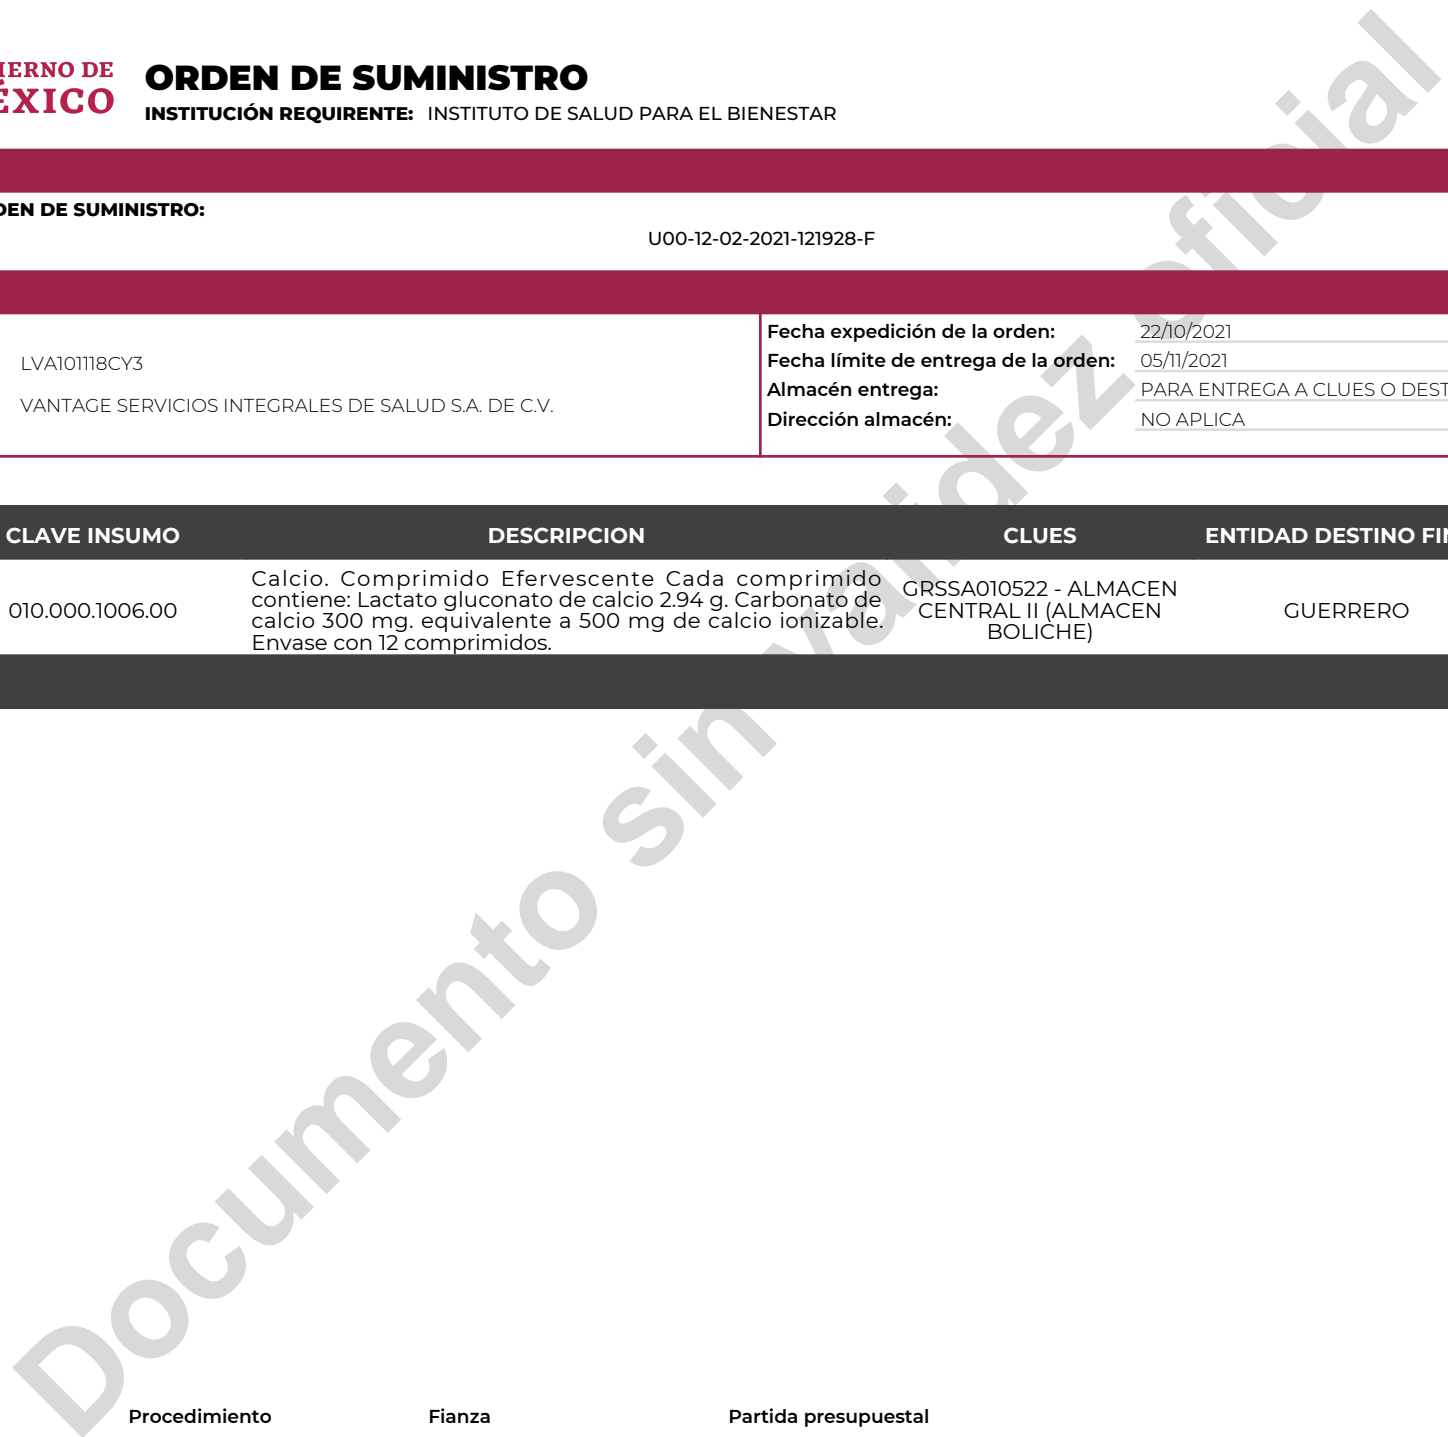 IERNO DE
ÉXICO
ORDEN DE SUMINISTRO
INSTITUCIÓN REQUIRENTE: INSTITUTO DE SALUD PARA EL BIENESTAR
DEN DE SUMINISTRO:
U00-12-02-2021-121928-F
LVA101118CY3
VANTAGE SERVICIOS INTEGRALES DE SALUD S.A. DE C.V.
Fecha expedición de la orden: 22/10/2021
Fecha límite de entrega de la orden: 05/11/2021
Almacén entrega: PARA ENTREGA A CLUES O DEST
Dirección almacén: NO APLICA
CLAVE INSUMO DESCRIPCION CLUES ENTIDAD DESTINO FIN
010.000.1006.00
Calcio. Comprimido Efervescente Cada comprimido
contiene: Lactato gluconato de calcio 2.94 g. Carbonato de
calcio 300 mg. equivalente a 500 mg de calcio ionizable.
Envase con 12 comprimidos.
GRSSA010522 - ALMACEN
CENTRAL II (ALMACEN
BOLICHE)
GUERRERO
Documento sin validez oficial
Procedimiento Fianza Partida presupuestal